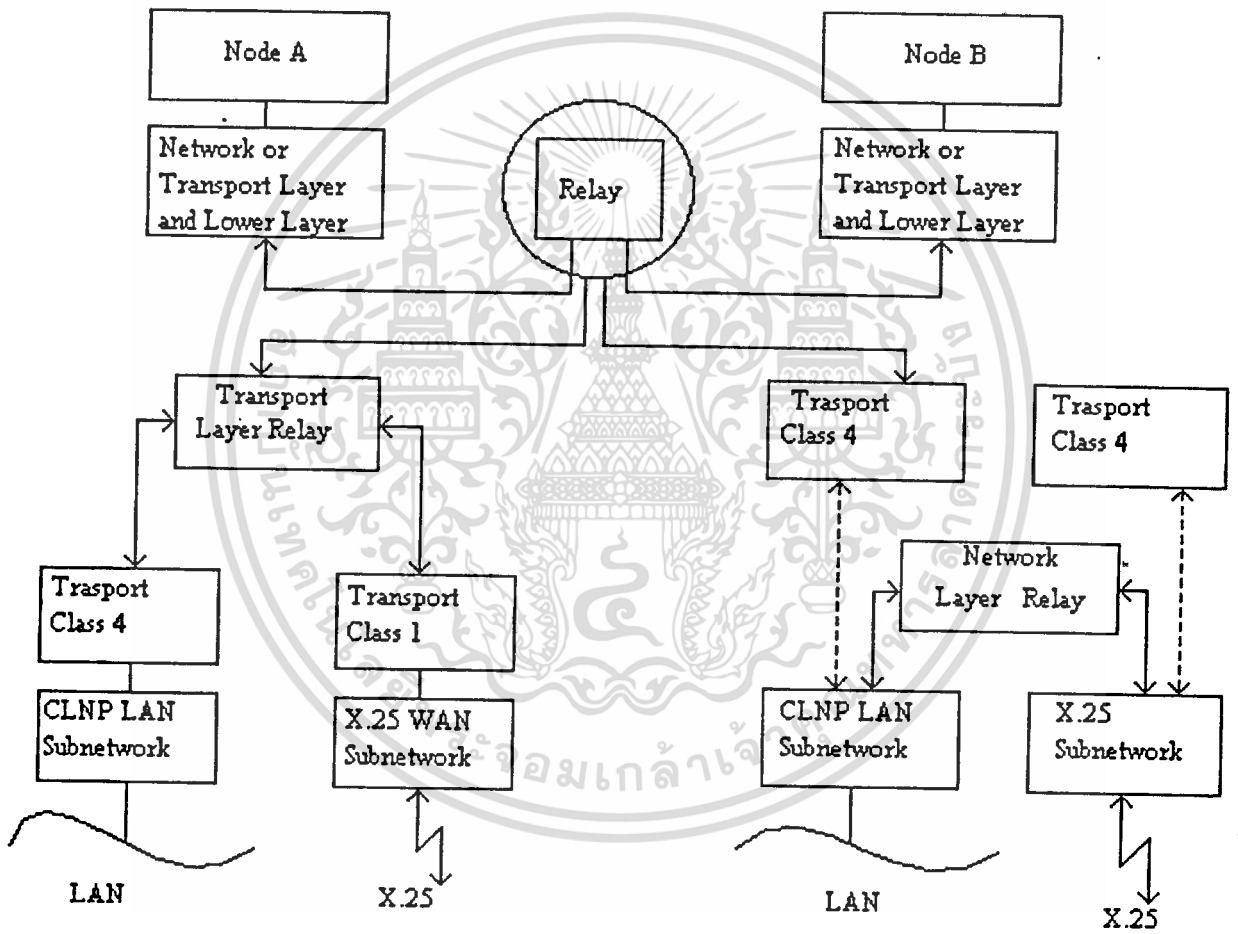 Node A
Node B
Network or
Transport Layer
and Lower Layer
Relay
Network or
Transport Layer
and Lower Layer
Transport
Layer Relay
Trasport
Class 4
Trasport
Class 4
Network
Layer Relay
Trasport
Class 4
Transport
Class 1
CLNP LAN
Subnetwork
X.25 WAN
Subnetwork
CLNP LAN
Subnetwork
X.25
Subnetwork
LAN
X.25
LAN
X.25